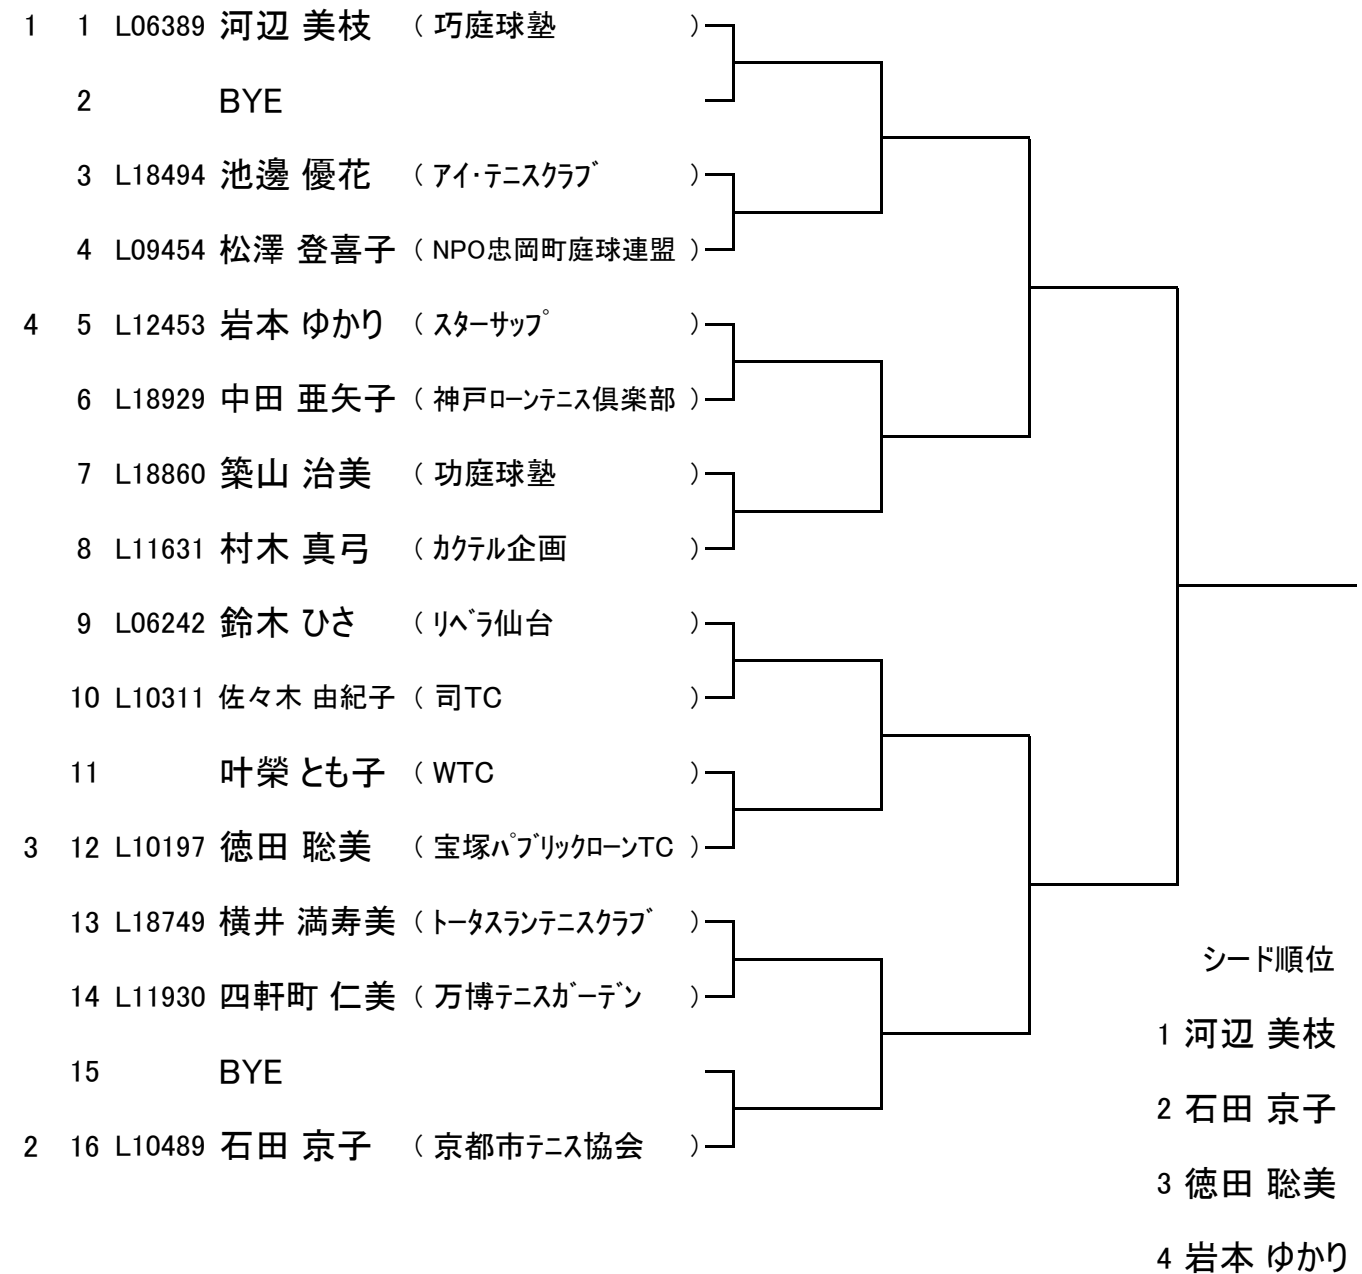 1 1 L06389 河辺 美枝 ( 巧庭球塾 )
2 BYE
3 L18494 池邊 優花 ( アイ・テニスクラブ )
4 L09454 松澤 登喜子 ( NPO忠岡町庭球連盟 )
4 5 L12453 岩本 ゆかり ( スターサップ )
6 L18929 中田 亜矢子 ( 神戸ローンテニス倶楽部 )
7 L18860 築山 治美 ( 功庭球塾 )
8 L11631 村木 真弓 ( カクテル企画 )
9 L06242 鈴木 ひさ ( リベラ仙台 )
10 L10311 佐々木 由紀子 ( 司TC )
11 叶榮 とも子 ( WTC )
3 12 L10197 徳田 聡美 ( 宝塚パブリックローンTC )
13 L18749 横井 満寿美 ( トータスランテニスクラブ )
14 L11930 四軒町 仁美 ( 万博テニスガーデン )
15 BYE
2 16 L10489 石田 京子 ( 京都市テニス協会 )
シード順位
1 河辺 美枝
2 石田 京子
3 徳田 聡美
4 岩本 ゆかり